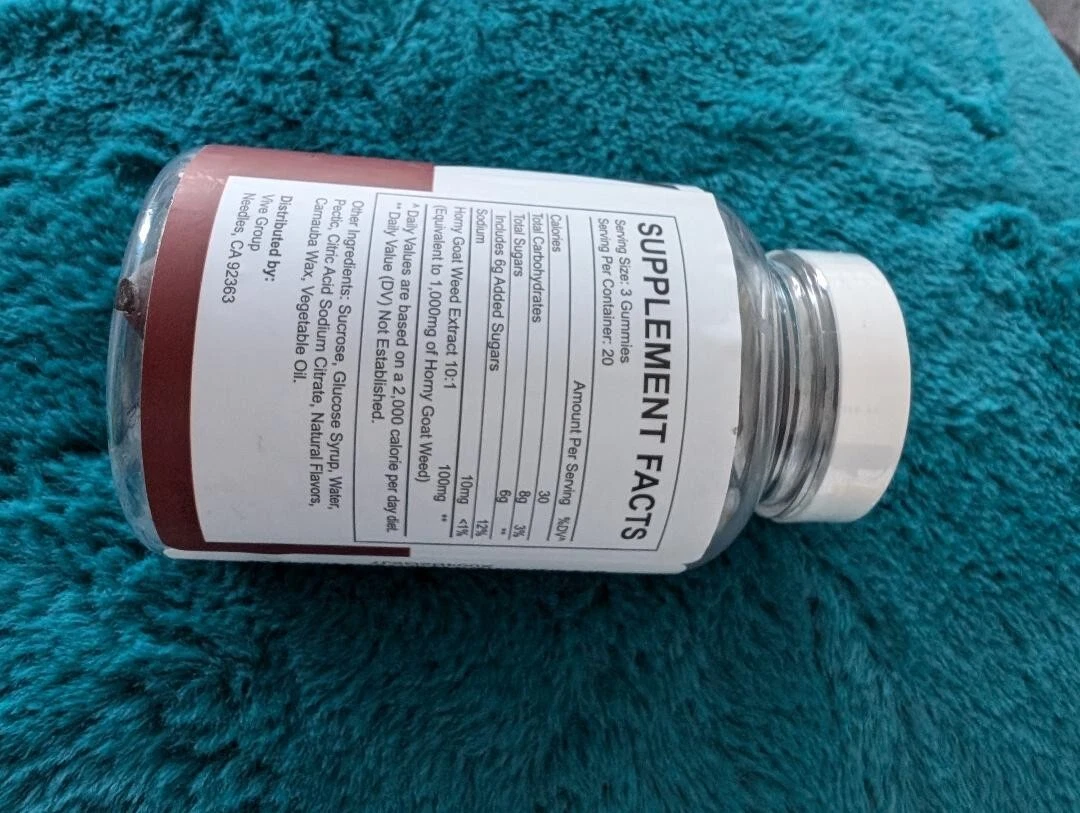 SUPPLEMENT FACTS
Serving Size: 3 Gummies
Serving Per Container: 20
Amount Per Serving %DV^
Calories 30
Total Carbohydrates 8g 3%
Total Sugars 6g **
Includes 6g Added Sugars 12%
Sodium 10mg <1%
Horny Goat Weed Extract 10:1 100mg **
(Equivalent to 1,000mg of Horny Goat Weed)
^ Daily Values are based on a 2,000 calorie per day diet.
** Daily Value (DV) Not Established.
Other Ingredients: Sucrose, Glucose Syrup, Water,
Pectic, Citric Acid Sodium Citrate, Natural Flavors,
Carnauba Wax, Vegetable Oil.
Distributed by:
Vive Group
Needles, CA 92363